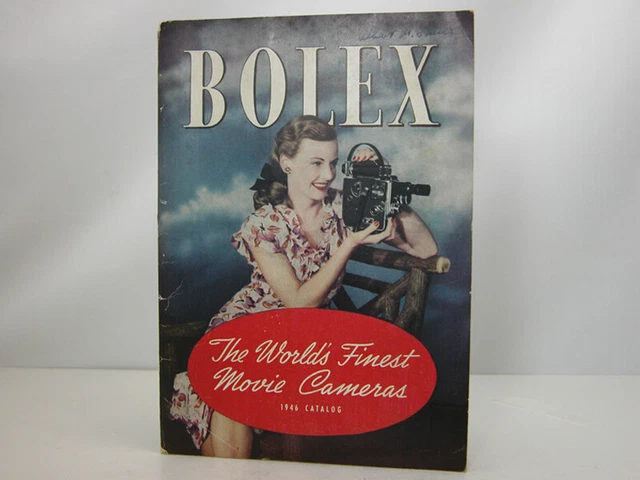 BOLEX
The World's Finest
Movie Cameras
1946 CATALOG